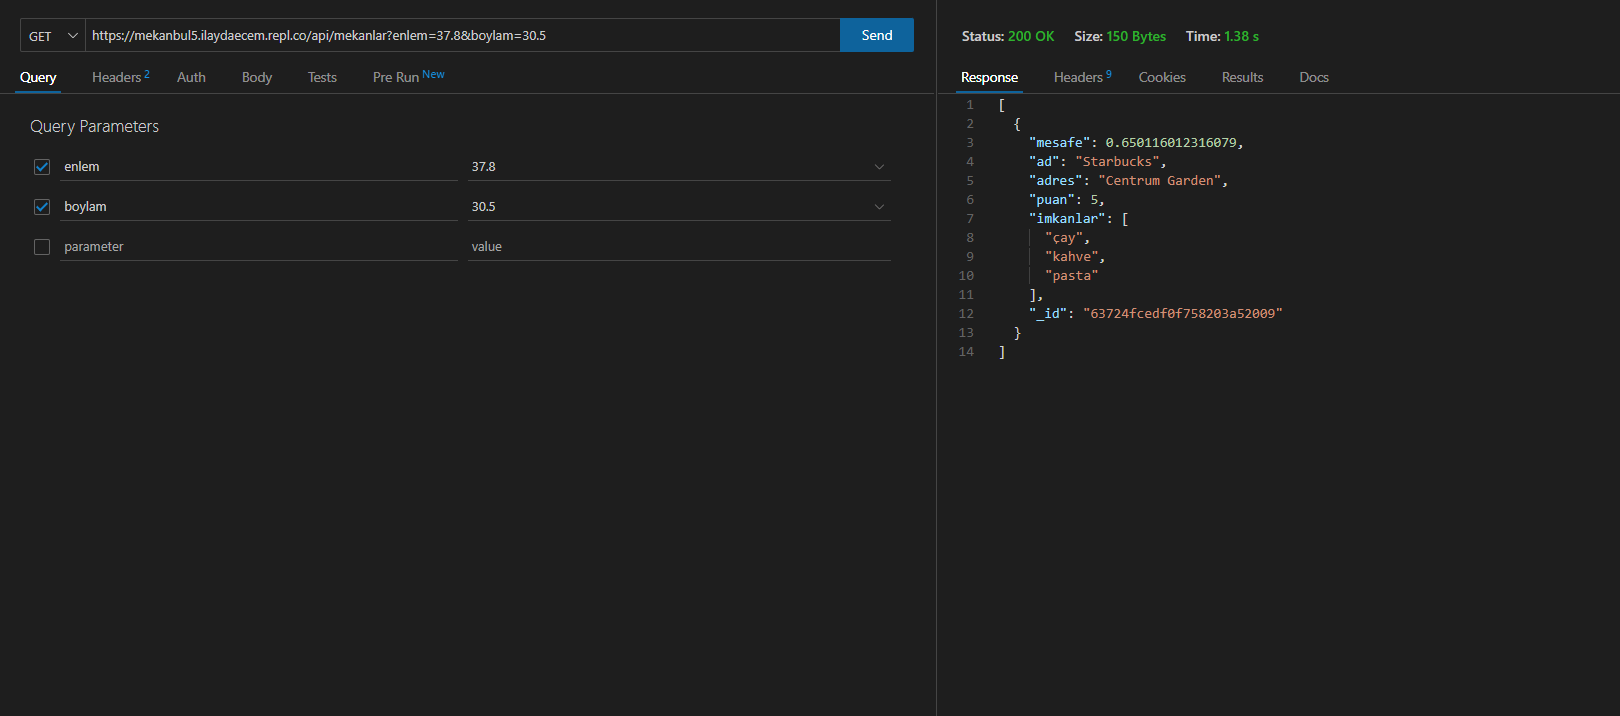 GET https://mekanbul5.ilaydaecem.repl.co/api/mekanlar?enlem=37.8&boylam=30.5 Send
Query Headers 2 Auth Body Tests Pre Run New
Query Parameters
enlem 37.8
boylam 30.5
parameter value
Status: 200 OK Size: 150 Bytes Time: 1.38 s
Response Headers 9 Cookies Results Docs
1 [
2 {
3 "mesafe": 0.650116012316079,
4 "ad": "Starbucks",
5 "adres": "Centrum Garden",
6 "puan": 5,
7 "imkanlar": [
8 "çay",
9 "kahve",
10 "pasta"
11 ],
12 "_id": "63724fcedf0f758203a52009"
13 }
14 ]